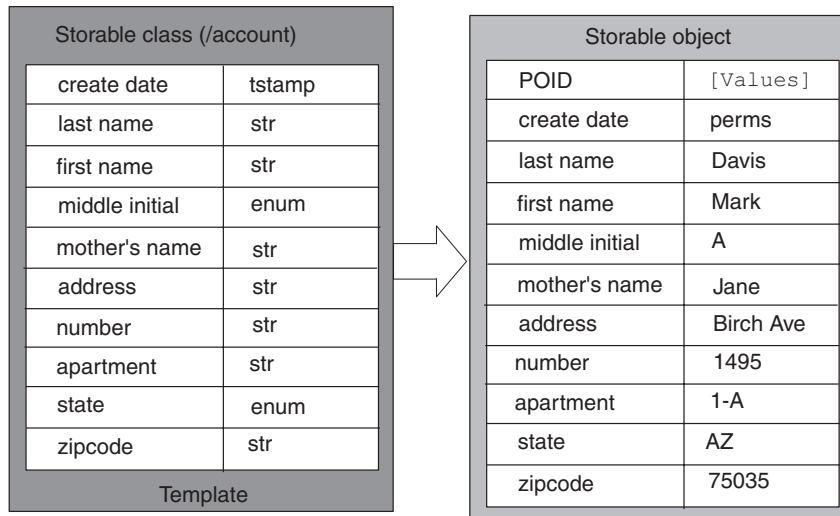 Storable class (/account)
create date tstamp
last name str
first name str
middle initial enum
mother's name str
address str
number str
apartment str
state enum
zipcode str
Template
Storable object
POID [Values]
create date perms
last name Davis
first name Mark
middle initial A
mother's name Jane
address Birch Ave
number 1495
apartment 1-A
state AZ
zipcode 75035